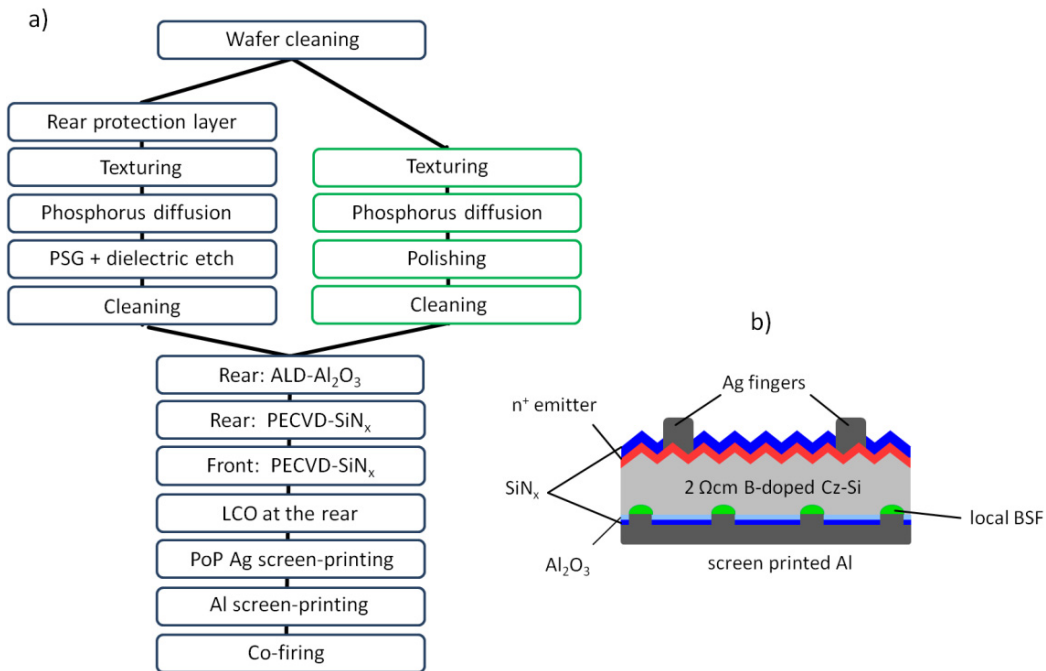 a)
Wafer cleaning
Rear protection layer
Texturing
Phosphorus diffusion
PSG + dielectric etch
Cleaning
Texturing
Phosphorus diffusion
Polishing
Cleaning
Rear: ALD-Al₂O₃
Rear: PECVD-SiNₓ
Front: PECVD-SiNₓ
LCO at the rear
PoP Ag screen-printing
Al screen-printing
Co-firing
b)
Ag fingers
n⁺ emitter
SiNₓ
2 Ωcm B-doped Cz-Si
local BSF
Al₂O₃
screen printed Al